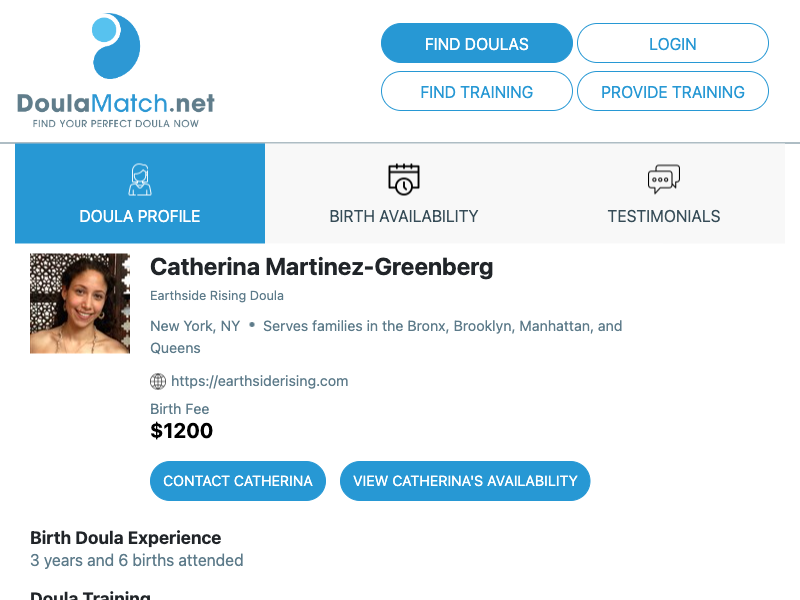 DoulaMatch.net
FIND YOUR PERFECT DOULA NOW
FIND DOULAS
LOGIN
FIND TRAINING
PROVIDE TRAINING
DOULA PROFILE
BIRTH AVAILABILITY
TESTIMONIALS
Catherina Martinez-Greenberg
Earthside Rising Doula
New York, NY • Serves families in the Bronx, Brooklyn, Manhattan, and
Queens
https://earthsiderising.com
Birth Fee
$1200
CONTACT CATHERINA
VIEW CATHERINA'S AVAILABILITY
Birth Doula Experience
3 years and 6 births attended
Doula Training